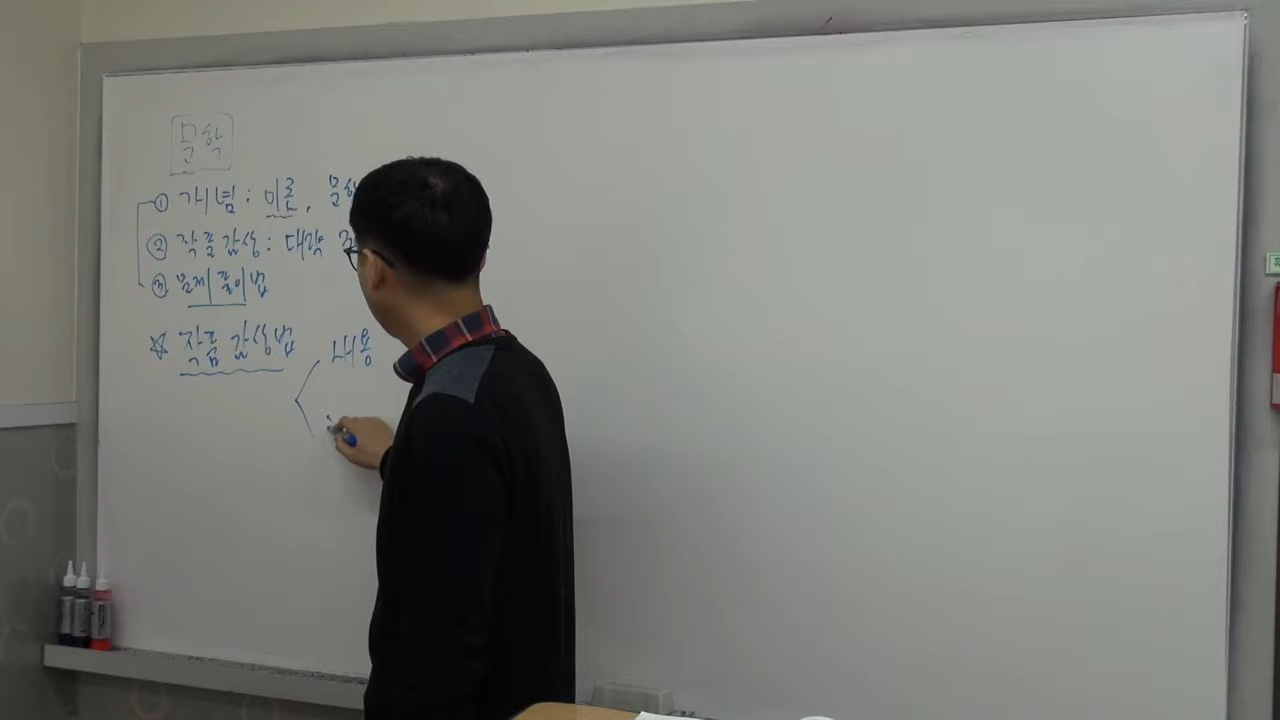 문학
① 개념 : 이론, 문학
② 작품감상 : 대략
③ 문제풀이법
☆ 작품 감상법
내용